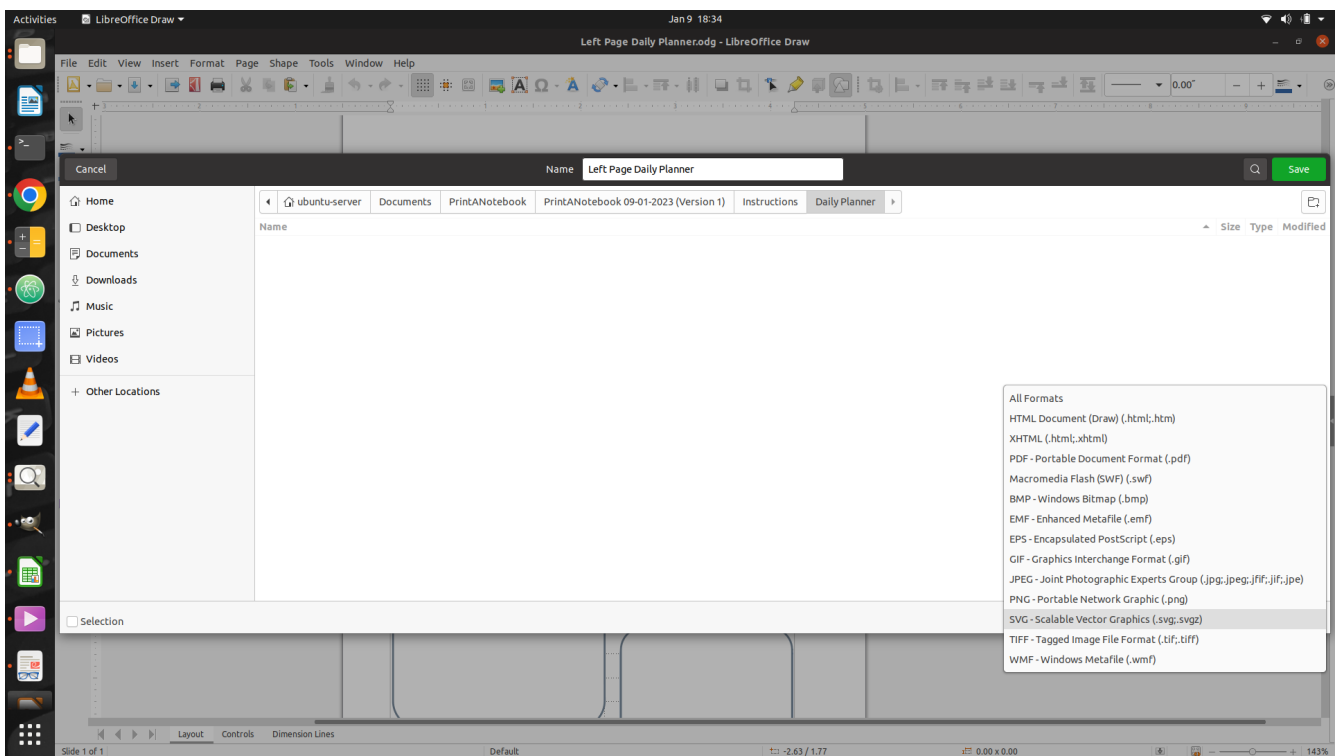 Activities LibreOffice Draw Jan 9 18:34
Left Page Daily Planner.odg - LibreOffice Draw
File Edit View Insert Format Page Shape Tools Window Help
0.00"
Cancel Name Left Page Daily Planner Save
Home ubuntu-server Documents PrintANotebook PrintANotebook 09-01-2023 (Version 1) Instructions Daily Planner
Name Size Type Modified
Desktop
Documents
Downloads
Music
Pictures
Videos
Other Locations
All Formats
HTML Document (Draw) (.html;.htm)
XHTML (.html;.xhtml)
PDF - Portable Document Format (.pdf)
Macromedia Flash (SWF) (.swf)
BMP - Windows Bitmap (.bmp)
EMF - Enhanced Metafile (.emf)
EPS - Encapsulated PostScript (.eps)
GIF - Graphics Interchange Format (.gif)
JPEG - Joint Photographic Experts Group (.jpg;.jpeg;.jfif;.jif;.jpe)
PNG - Portable Network Graphic (.png)
SVG - Scalable Vector Graphics (.svg;.svgz)
TIFF - Tagged Image File Format (.tif;.tiff)
WMF - Windows Metafile (.wmf)
Selection
Layout Controls Dimension Lines
Slide 1 of 1 Default -2.63 / 1.77 0.00 x 0.00 143%